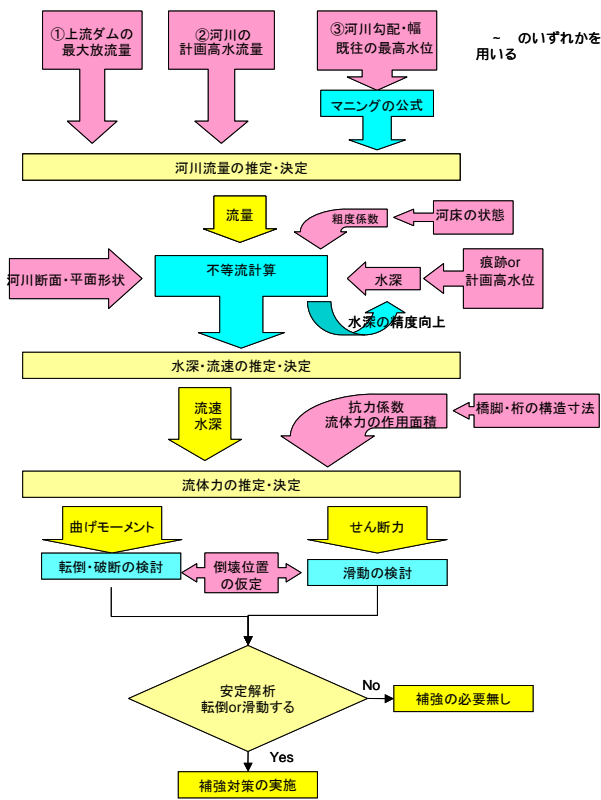 ①上流ダムの
最大放流量
②河川の
計画高水流量
③河川勾配・幅
既往の最高水位
~ のいずれかを
用いる
マニングの公式
河川流量の推定・決定
流量
粗度係数
河床の状態
河川断面・平面形状
不等流計算
水深
痕跡or
計画高水位
水深の精度向上
水深・流速の推定・決定
流速
水深
抗力係数
流体力の作用面積
橋脚・桁の構造寸法
流体力の推定・決定
曲げモーメント
せん断力
転倒・破断の検討
倒壊位置
の仮定
滑動の検討
安定解析
転倒or滑動する
No
補強の必要無し
Yes
補強対策の実施